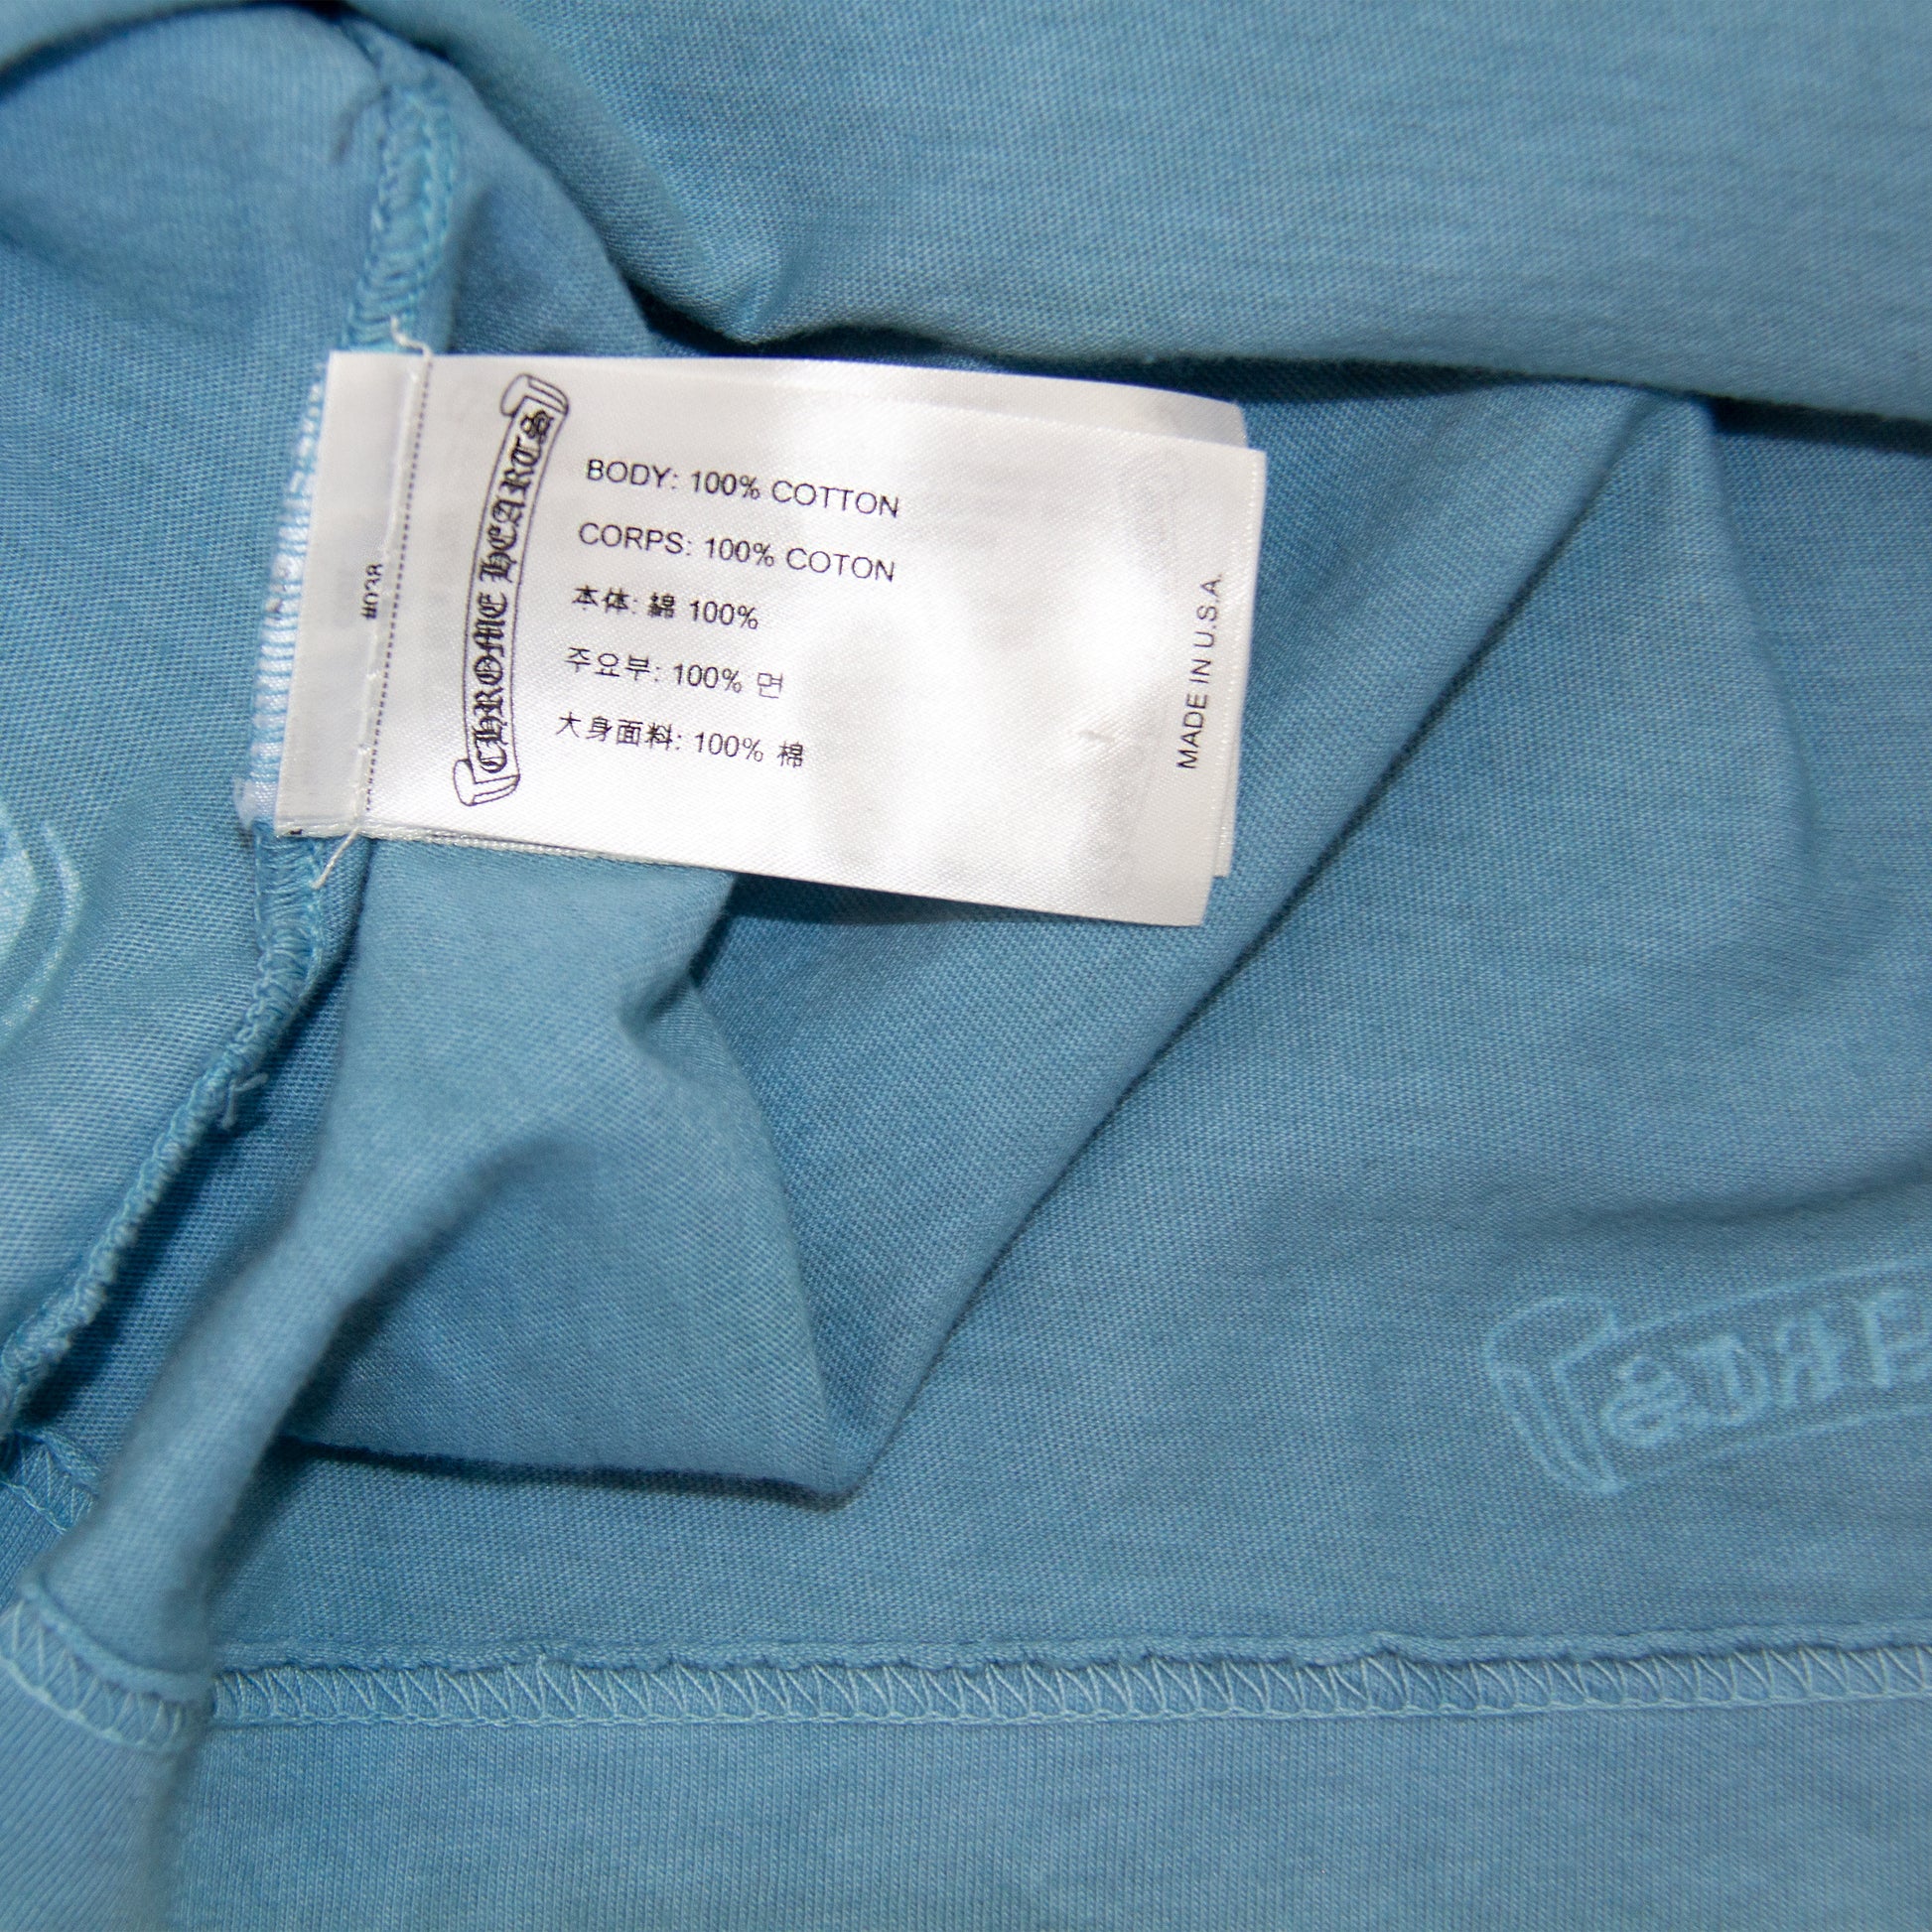 CHROME HEARTS
BODY: 100% COTTON
CORPS: 100% COTON
本体: 綿 100%
주요부: 100% 면
大身面料: 100% 棉
MADE IN U.S.A.
#038